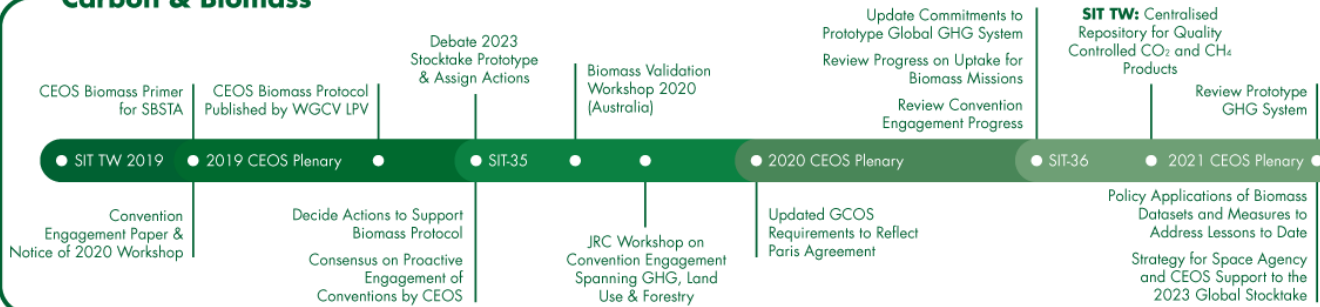 Carbon & Biomass
CEOS Biomass Primer
for SBSTA
CEOS Biomass Protocol
Published by WGCV LPV
Debate 2023
Stocktake Prototype
& Assign Actions
Biomass Validation
Workshop 2020
(Australia)
Update Commitments to
Prototype Global GHG System
Review Progress on Uptake for
Biomass Missions
Review Convention
Engagement Progress
SIT TW: Centralised
Repository for Quality
Controlled CO₂ and CH₄
Products
Review Prototype
GHG System
SIT TW 2019
2019 CEOS Plenary
SIT-35
2020 CEOS Plenary
SIT-36
2021 CEOS Plenary
Convention
Engagement Paper &
Notice of 2020 Workshop
Decide Actions to Support
Biomass Protocol
Consensus on Proactive
Engagement of
Conventions by CEOS
JRC Workshop on
Convention Engagement
Spanning GHG, Land
Use & Forestry
Updated GCOS
Requirements to Reflect
Paris Agreement
Policy Applications of Biomass
Datasets and Measures to
Address Lessons to Date
Strategy for Space Agency
and CEOS Support to the
2023 Global Stocktake